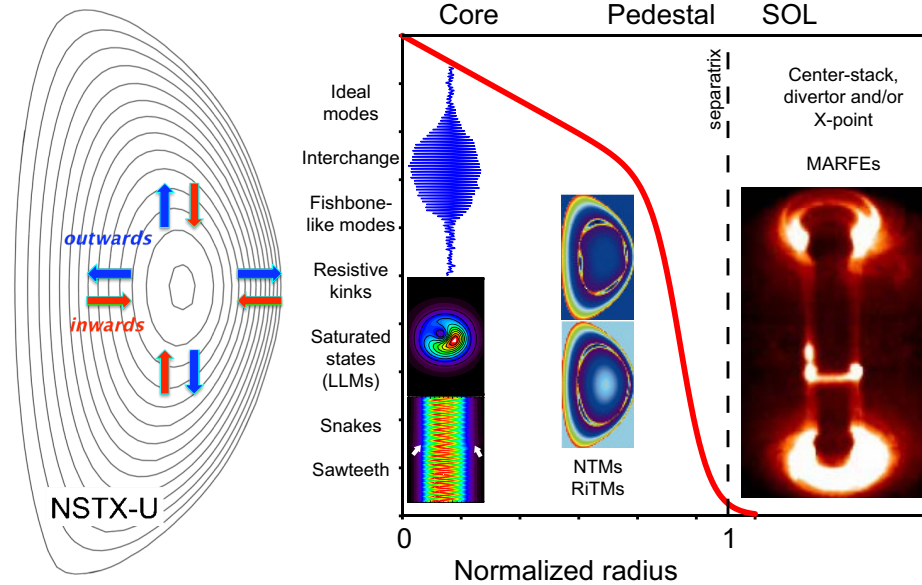 Core
Pedestal
SOL
outwards
inwards
NSTX-U
Ideal
modes
Interchange
Fishbone-
like modes
Resistive
kinks
Saturated
states
(LLMs)
Snakes
Sawteeth
NTMs
RiTMs
separatrix
Center-stack,
divertor and/or
X-point
MARFEs
0
1
Normalized radius